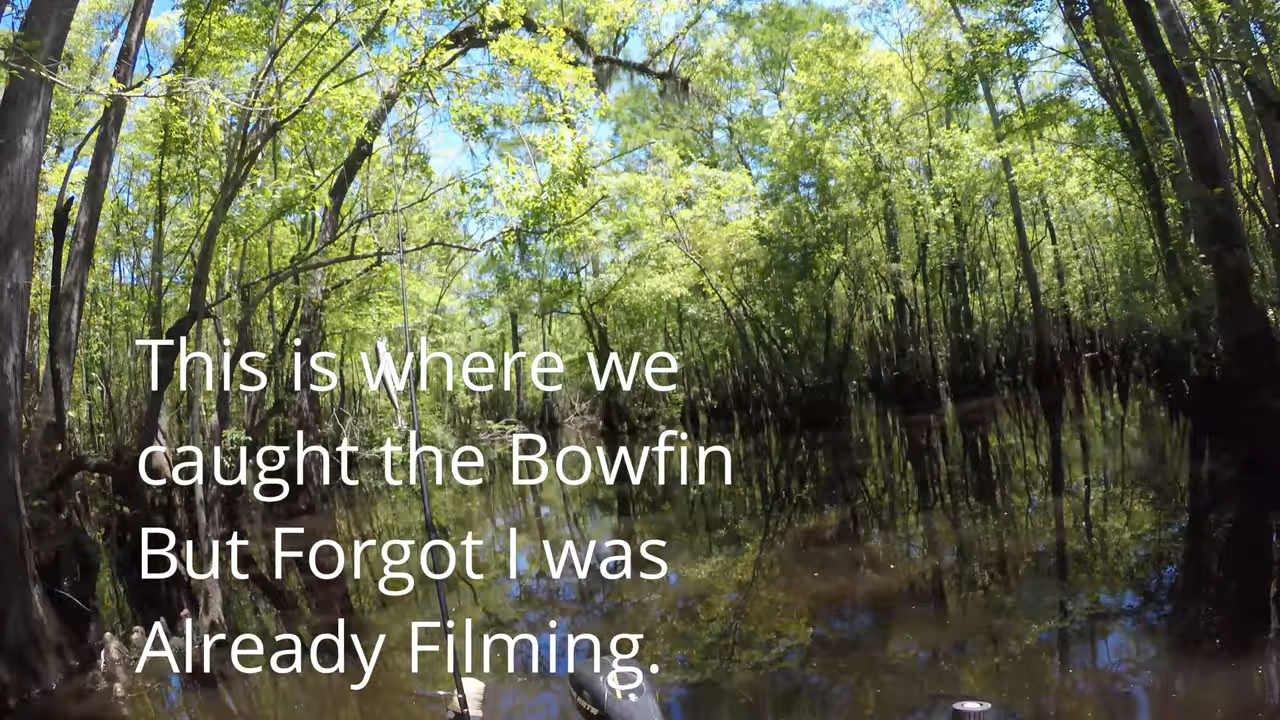 This is where we
caught the Bowfin
But Forgot I was
Already Filming.